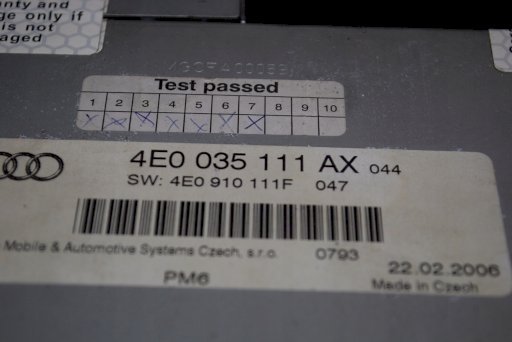 nty and
ge only if
is not
aged
Test passed
1 2 3 4 5 6 7 8 9 10
4E0 035 111 AX 044
SW: 4E0 910 111F 047
Mobile & Automotive Systems Czech, s.r.o. 0793
22.02.2006
PM6 Made in Czech